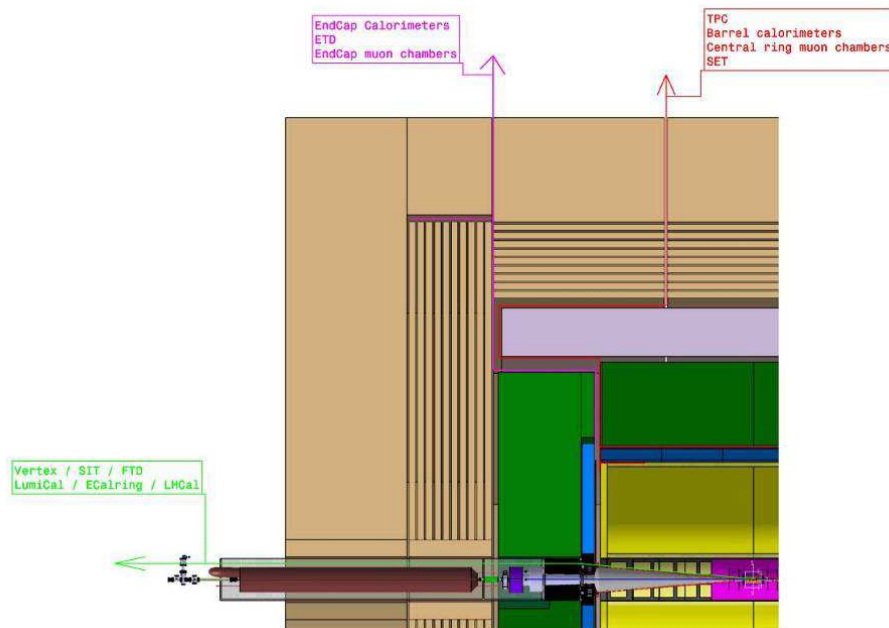 EndCap Calorimeters
ETD
EndCap muon chambers
TPC
Barrel calorimeters
Central ring muon chambers
SET
Vertex / SIT / FTD
LumiCal / ECalring / LHCal